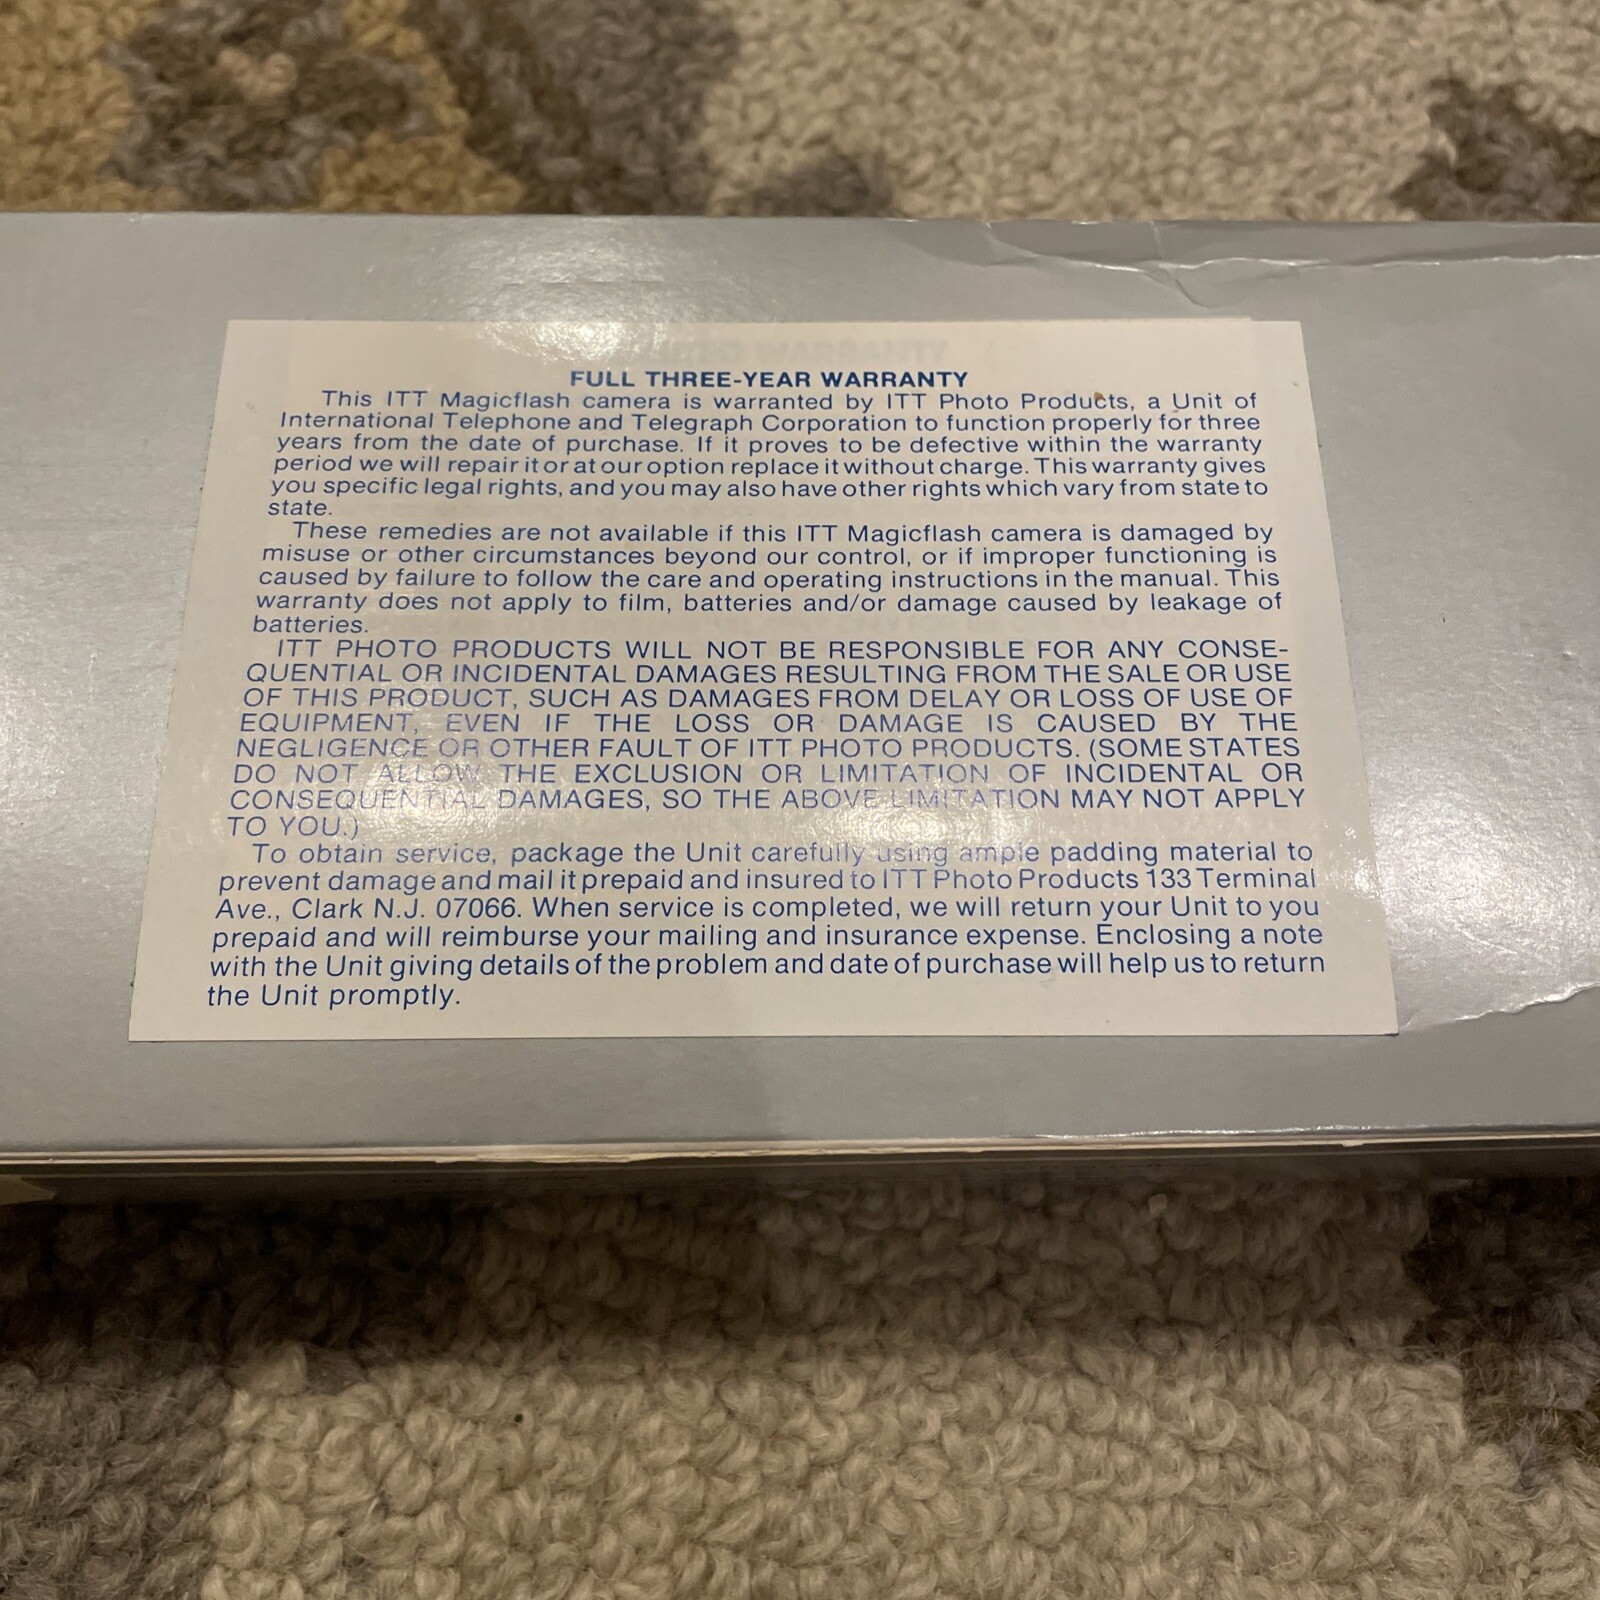 FULL THREE-YEAR WARRANTY
This ITT Magicflash camera is warranted by ITT Photo Products, a Unit of
International Telephone and Telegraph Corporation to function properly for three
years from the date of purchase. If it proves to be defective within the warranty
period we will repair it or at our option replace it without charge. This warranty gives
you specific legal rights, and you may also have other rights which vary from state to
state.
These remedies are not available if this ITT Magicflash camera is damaged by
misuse or other circumstances beyond our control, or if improper functioning is
caused by failure to follow the care and operating instructions in the manual. This
warranty does not apply to film, batteries and/or damage caused by leakage of
batteries.
ITT PHOTO PRODUCTS WILL NOT BE RESPONSIBLE FOR ANY CONSE-
QUENTIAL OR INCIDENTAL DAMAGES RESULTING FROM THE SALE OR USE
OF THIS PRODUCT, SUCH AS DAMAGES FROM DELAY OR LOSS OF USE OF
EQUIPMENT, EVEN IF THE LOSS OR DAMAGE IS CAUSED BY THE
NEGLIGENCE OR OTHER FAULT OF ITT PHOTO PRODUCTS. (SOME STATES
DO NOT ALLOW THE EXCLUSION OR LIMITATION OF INCIDENTAL OR
CONSEQUENTIAL DAMAGES, SO THE ABOVE LIMITATION MAY NOT APPLY
TO YOU.)
To obtain service, package the Unit carefully using ample padding material to
prevent damage and mail it prepaid and insured to ITT Photo Products 133 Terminal
Ave., Clark N.J. 07066. When service is completed, we will return your Unit to you
prepaid and will reimburse your mailing and insurance expense. Enclosing a note
with the Unit giving details of the problem and date of purchase will help us to return
the Unit promptly.